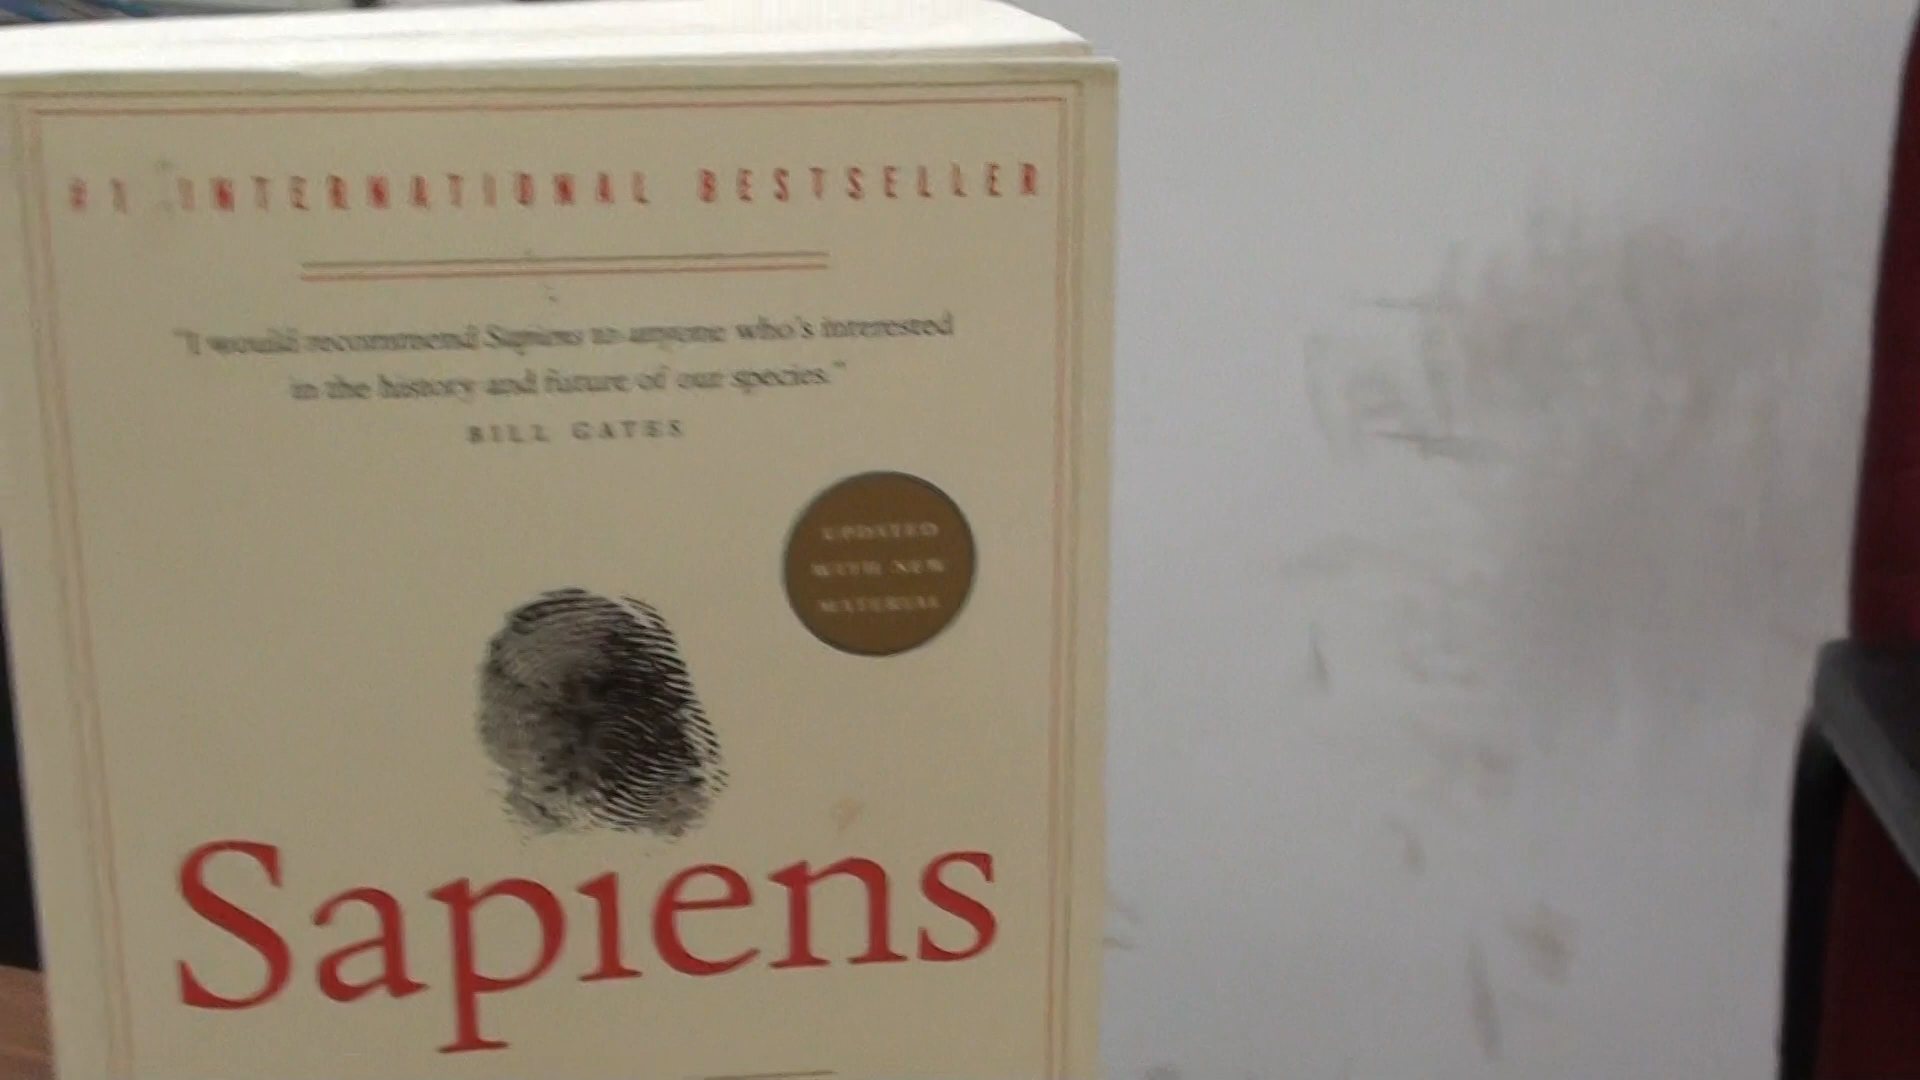 #1 INTERNATIONAL BESTSELLER
"I would recommend Sapiens to anyone who's interested
in the history and future of our species."
BILL GATES
UPDATED
WITH NEW
MATERIAL
Sapiens